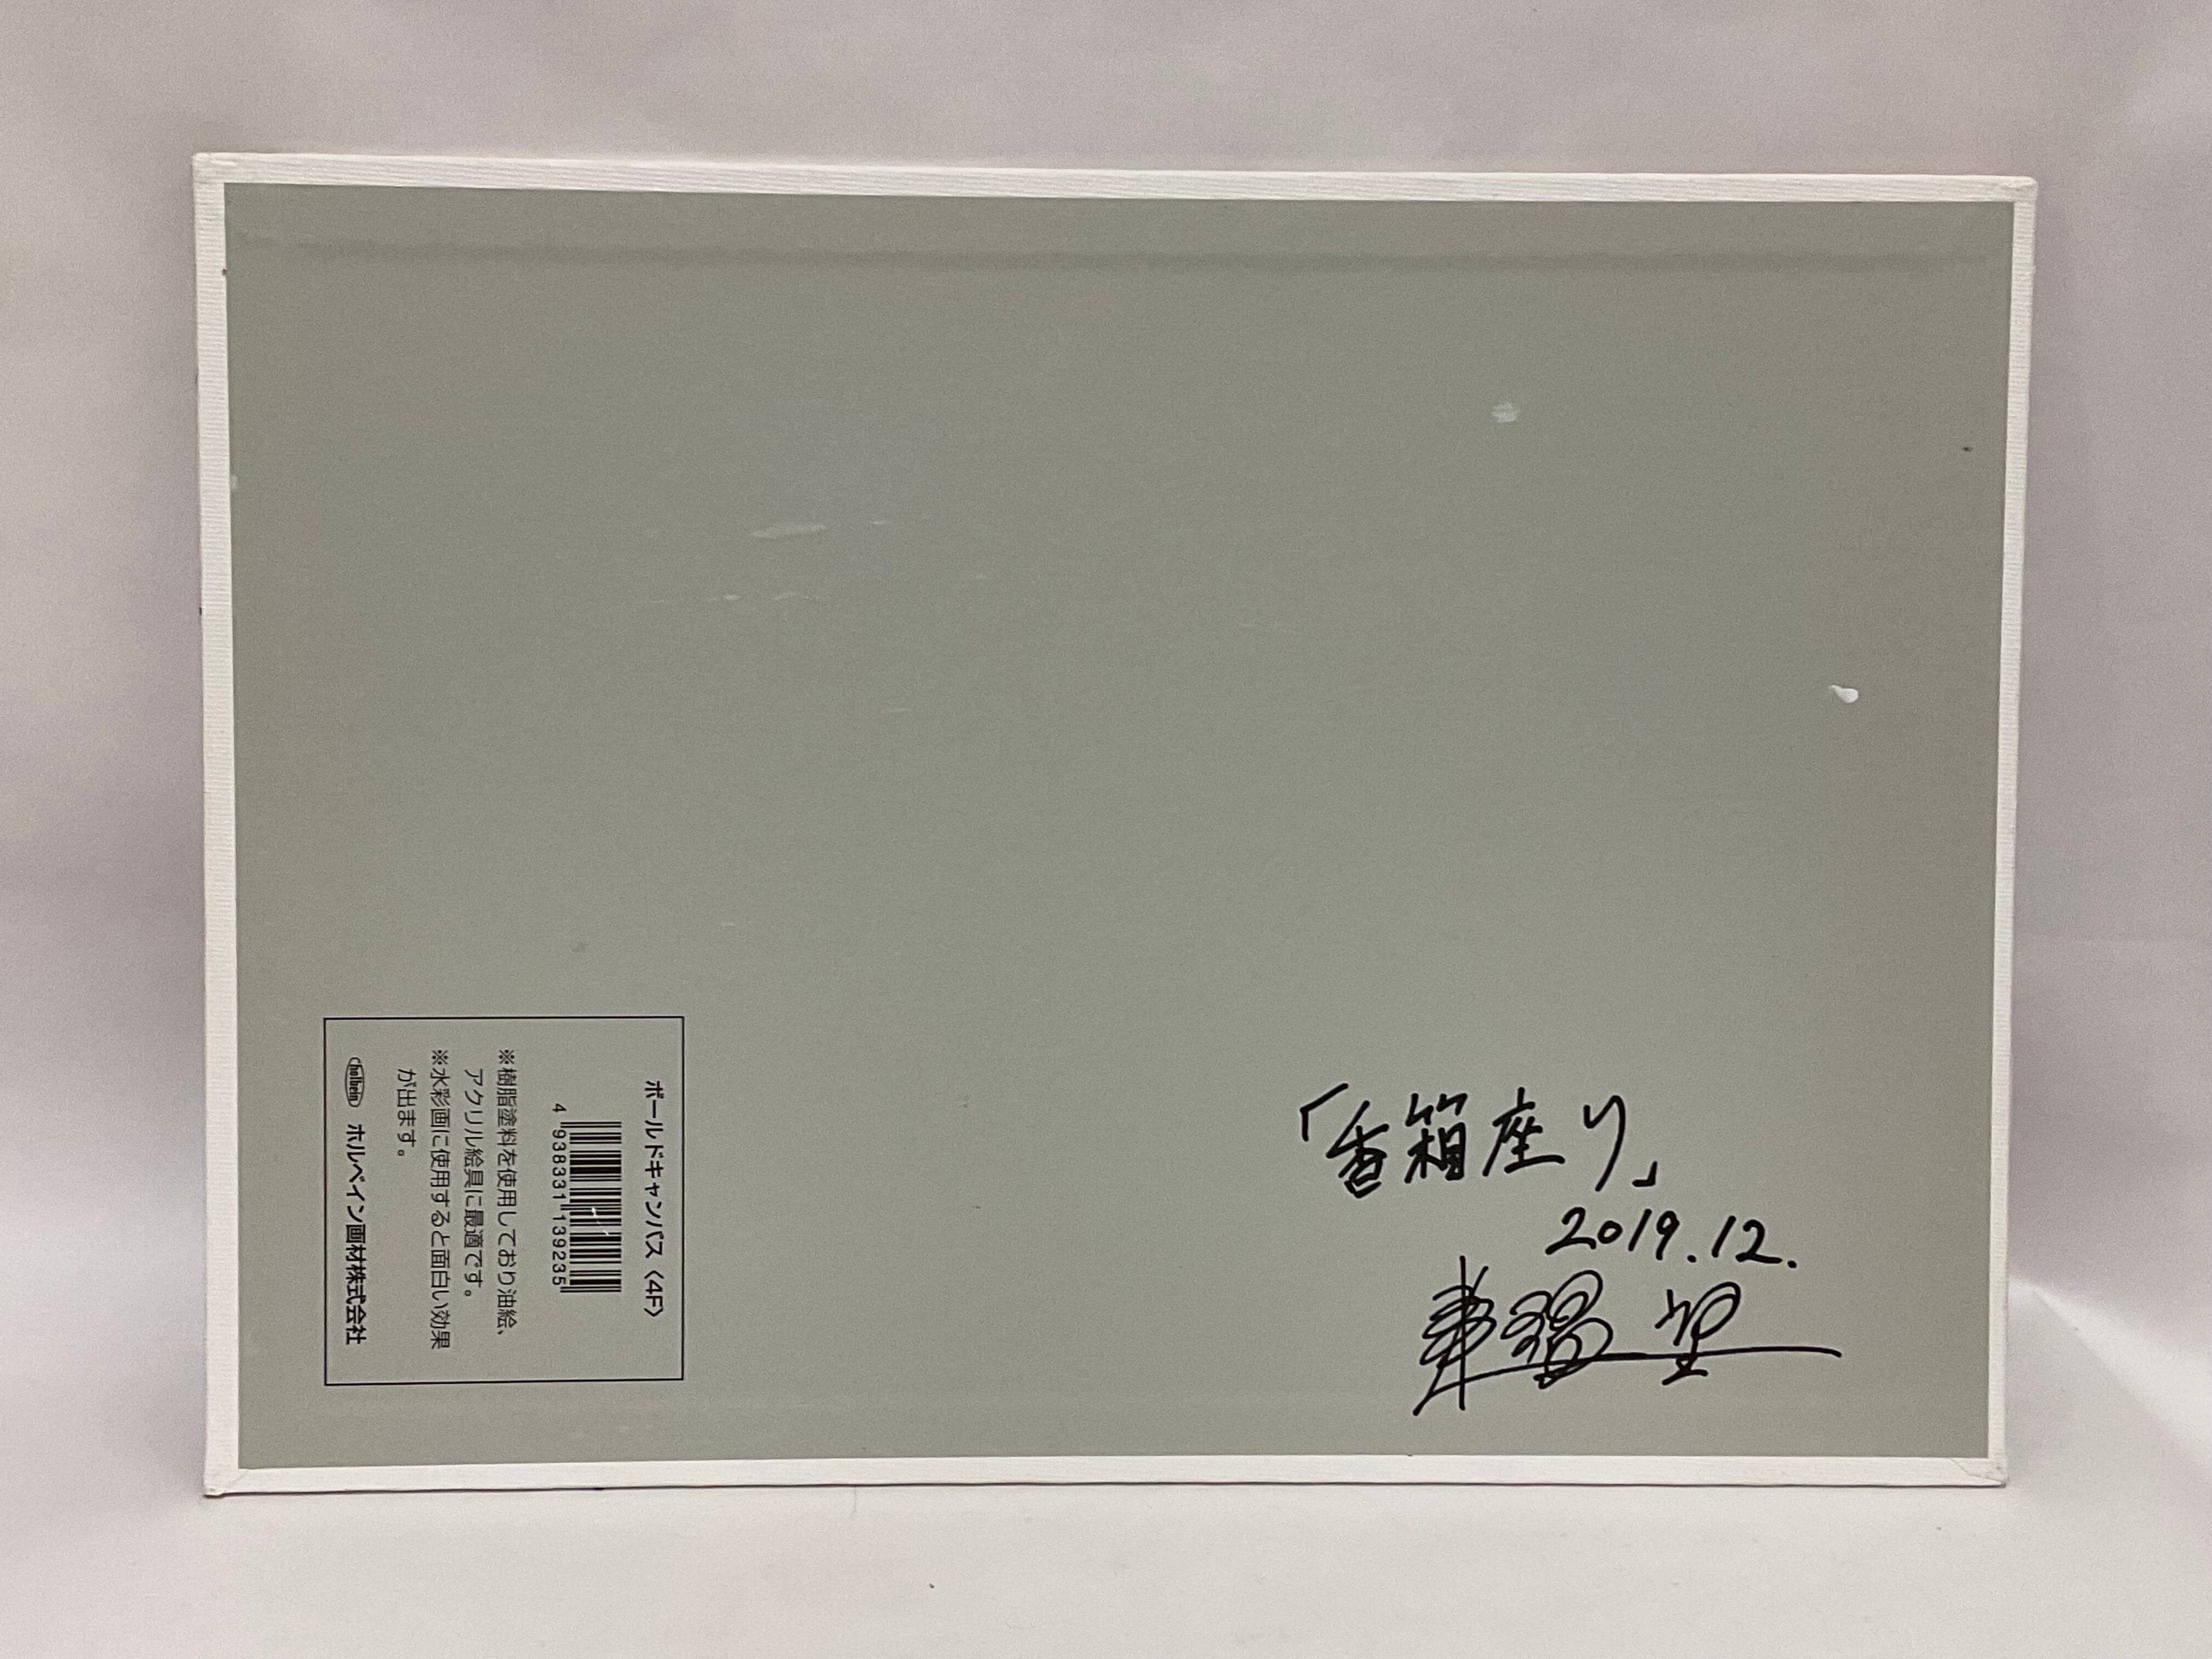 ボールドキャンバス〈4F〉
4 938331 139235
※樹脂塗料を使用しており油絵、
アクリル絵具に最適です。
※水彩画に使用すると面白い効果
が出ます。
holbein ホルベイン画材株式会社
「香箱座り」
2019.12.